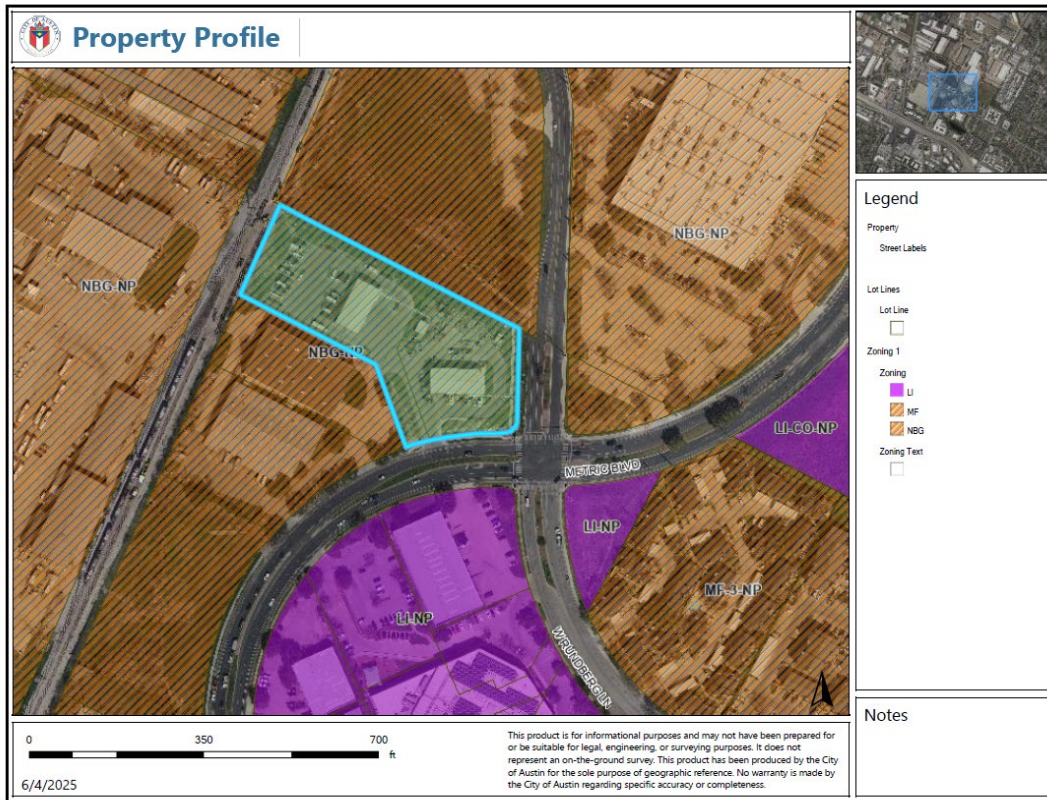 CITY OF AUSTIN
Property Profile
NBG-NP
NBG-NP
NBG-NP
LI-CO-NP
METRIC BLVD
LI-NP
MF-3-NP
LI-NP
W RUNDBERG LN
Legend
Property
Street Labels
Lot Lines
Lot Line
Zoning 1
Zoning
LI
MF
NBG
Zoning Text
Notes
0 350 700
ft
6/4/2025
This product is for informational purposes and may not have been prepared for
or be suitable for legal, engineering, or surveying purposes. It does not
represent an on-the-ground survey. This product has been produced by the City
of Austin for the sole purpose of geographic reference. No warranty is made by
the City of Austin regarding specific accuracy or completeness.